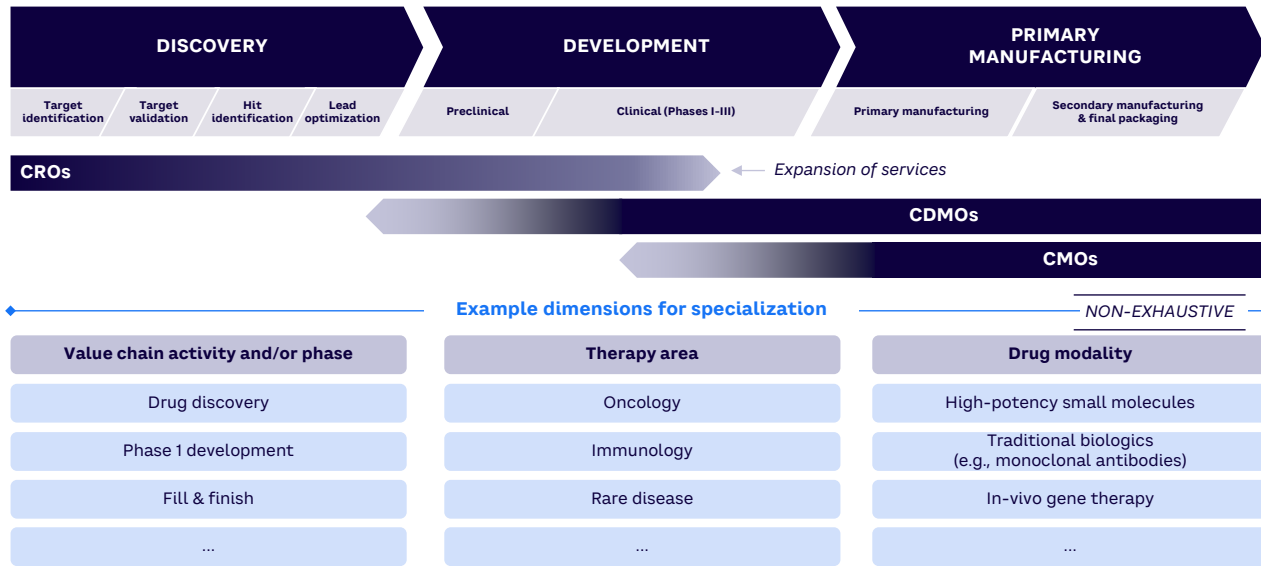 DISCOVERY
DEVELOPMENT
PRIMARY
MANUFACTURING
Target
identification
Target
validation
Hit
identification
Lead
optimization
Preclinical
Clinical (Phases I-III)
Primary manufacturing
Secondary manufacturing
& final packaging
CROs
Expansion of services
CDMOs
CMOs
Example dimensions for specialization
NON-EXHAUSTIVE
Value chain activity and/or phase
Therapy area
Drug modality
Drug discovery
Oncology
High-potency small molecules
Phase 1 development
Immunology
Traditional biologics
(e.g., monoclonal antibodies)
Fill & finish
Rare disease
In-vivo gene therapy
...
...
...